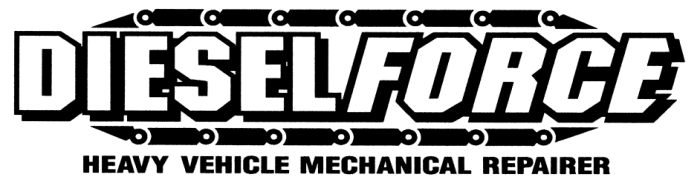 DIESELFORCE
HEAVY VEHICLE MECHANICAL REPAIRER